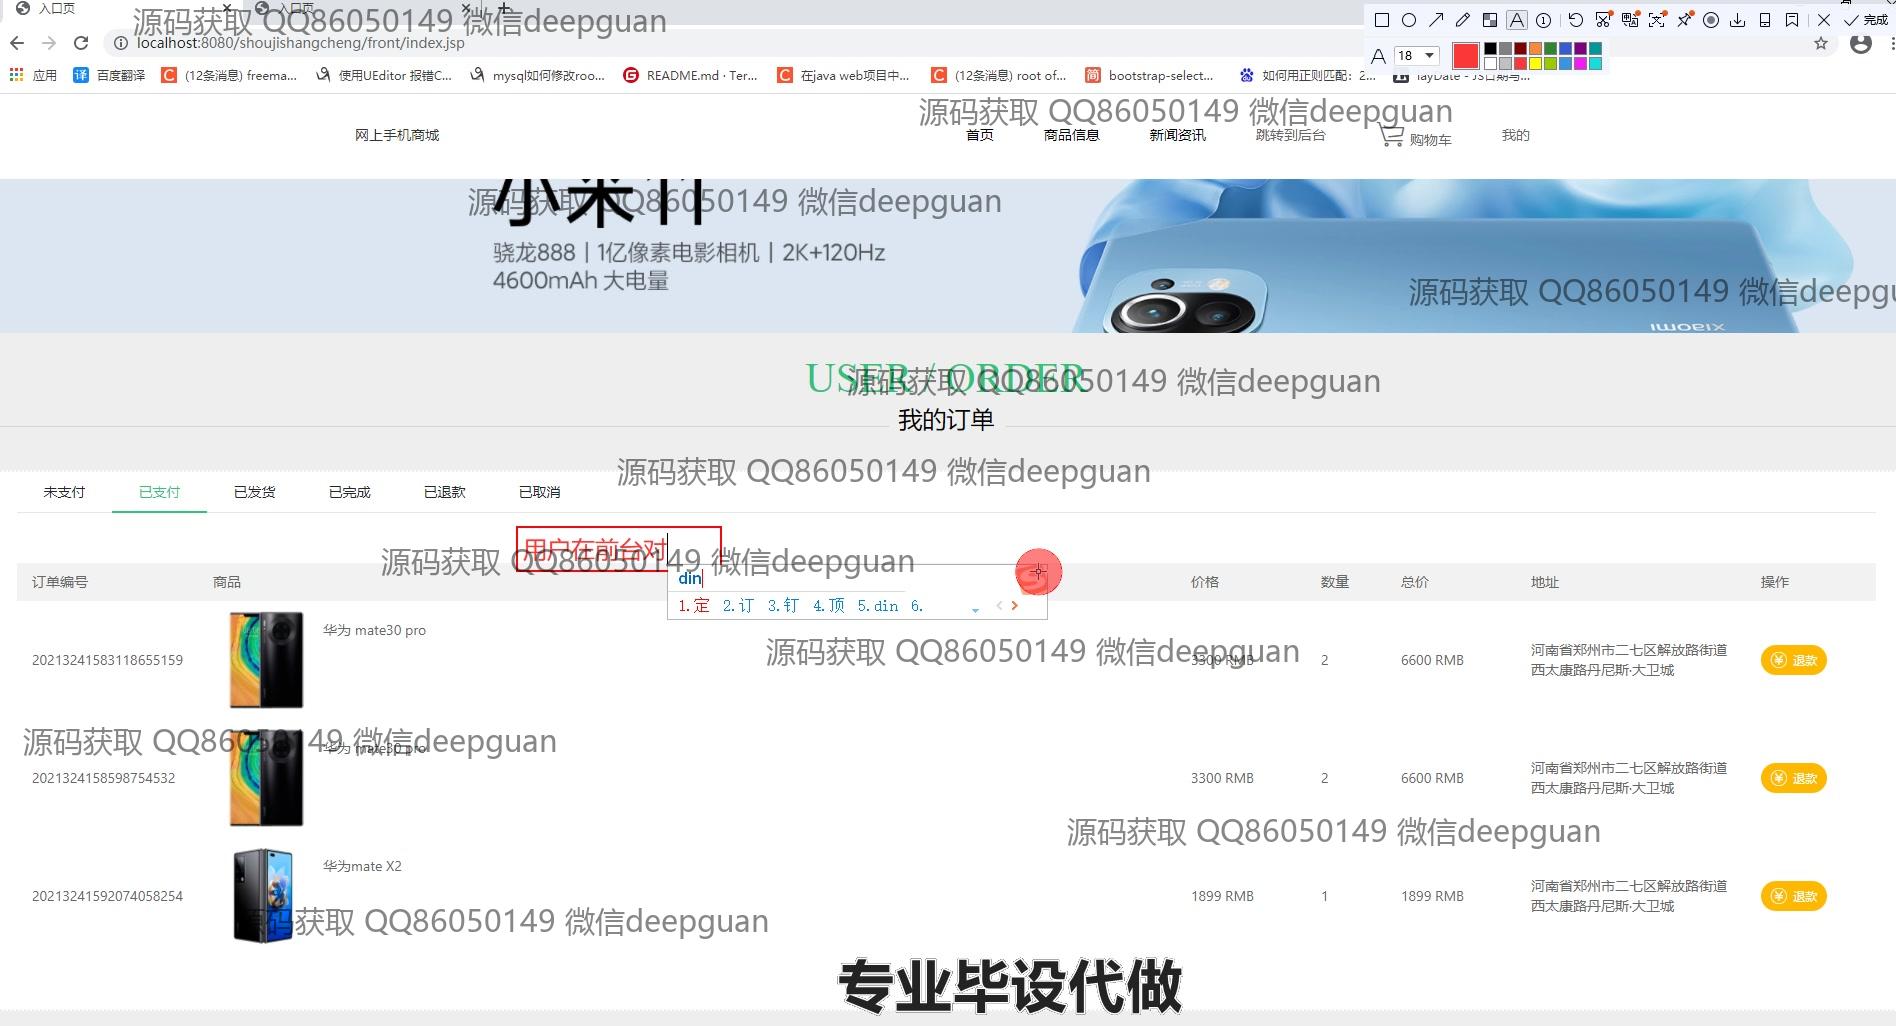 入口页
入口页
源码获取 QQ86050149 微信deepguan
完成
localhost:8080/shoujishangcheng/front/index.jsp
A 18
应用 百度翻译 (12条消息) freema... 使用UEditor 报错C... mysql如何修改roo... README.md · Ter... 在java web项目中... (12条消息) root of... bootstrap-select... 如何用正则匹配：2... layDate - JS日期与...
源码获取 QQ86050149 微信deepguan
网上手机商城 首页 商品信息 新闻资讯 跳转到后台 购物车 我的
小米11
源码获取 QQ86050149 微信deepguan
骁龙888 | 1亿像素电影相机 | 2K+120Hz
4600mAh 大电量
源码获取 QQ86050149 微信deepgu
xiaomi
USER / ORDER
源码获取 QQ86050149 微信deepguan
我的订单
源码获取 QQ86050149 微信deepguan
未支付 已支付 已发货 已完成 已退款 已取消
用户在前台对
源码获取 QQ86050149 微信deepguan
din
1.定 2.订 3.钉 4.顶 5.din 6.
订单编号 商品 价格 数量 总价 地址 操作
华为 mate30 pro
20213241583118655159 3300 RMB 2 6600 RMB 河南省郑州市二七区解放路街道
西太康路丹尼斯·大卫城 退款
源码获取 QQ86050149 微信deepguan
源码获取 QQ86050149 微信deepguan
华为 mate30 pro
2021324158598754532 3300 RMB 2 6600 RMB 河南省郑州市二七区解放路街道
西太康路丹尼斯·大卫城 退款
源码获取 QQ86050149 微信deepguan
华为mate X2
20213241592074058254 1899 RMB 1 1899 RMB 河南省郑州市二七区解放路街道
西太康路丹尼斯·大卫城 退款
源码获取 QQ86050149 微信deepguan
专业毕设代做